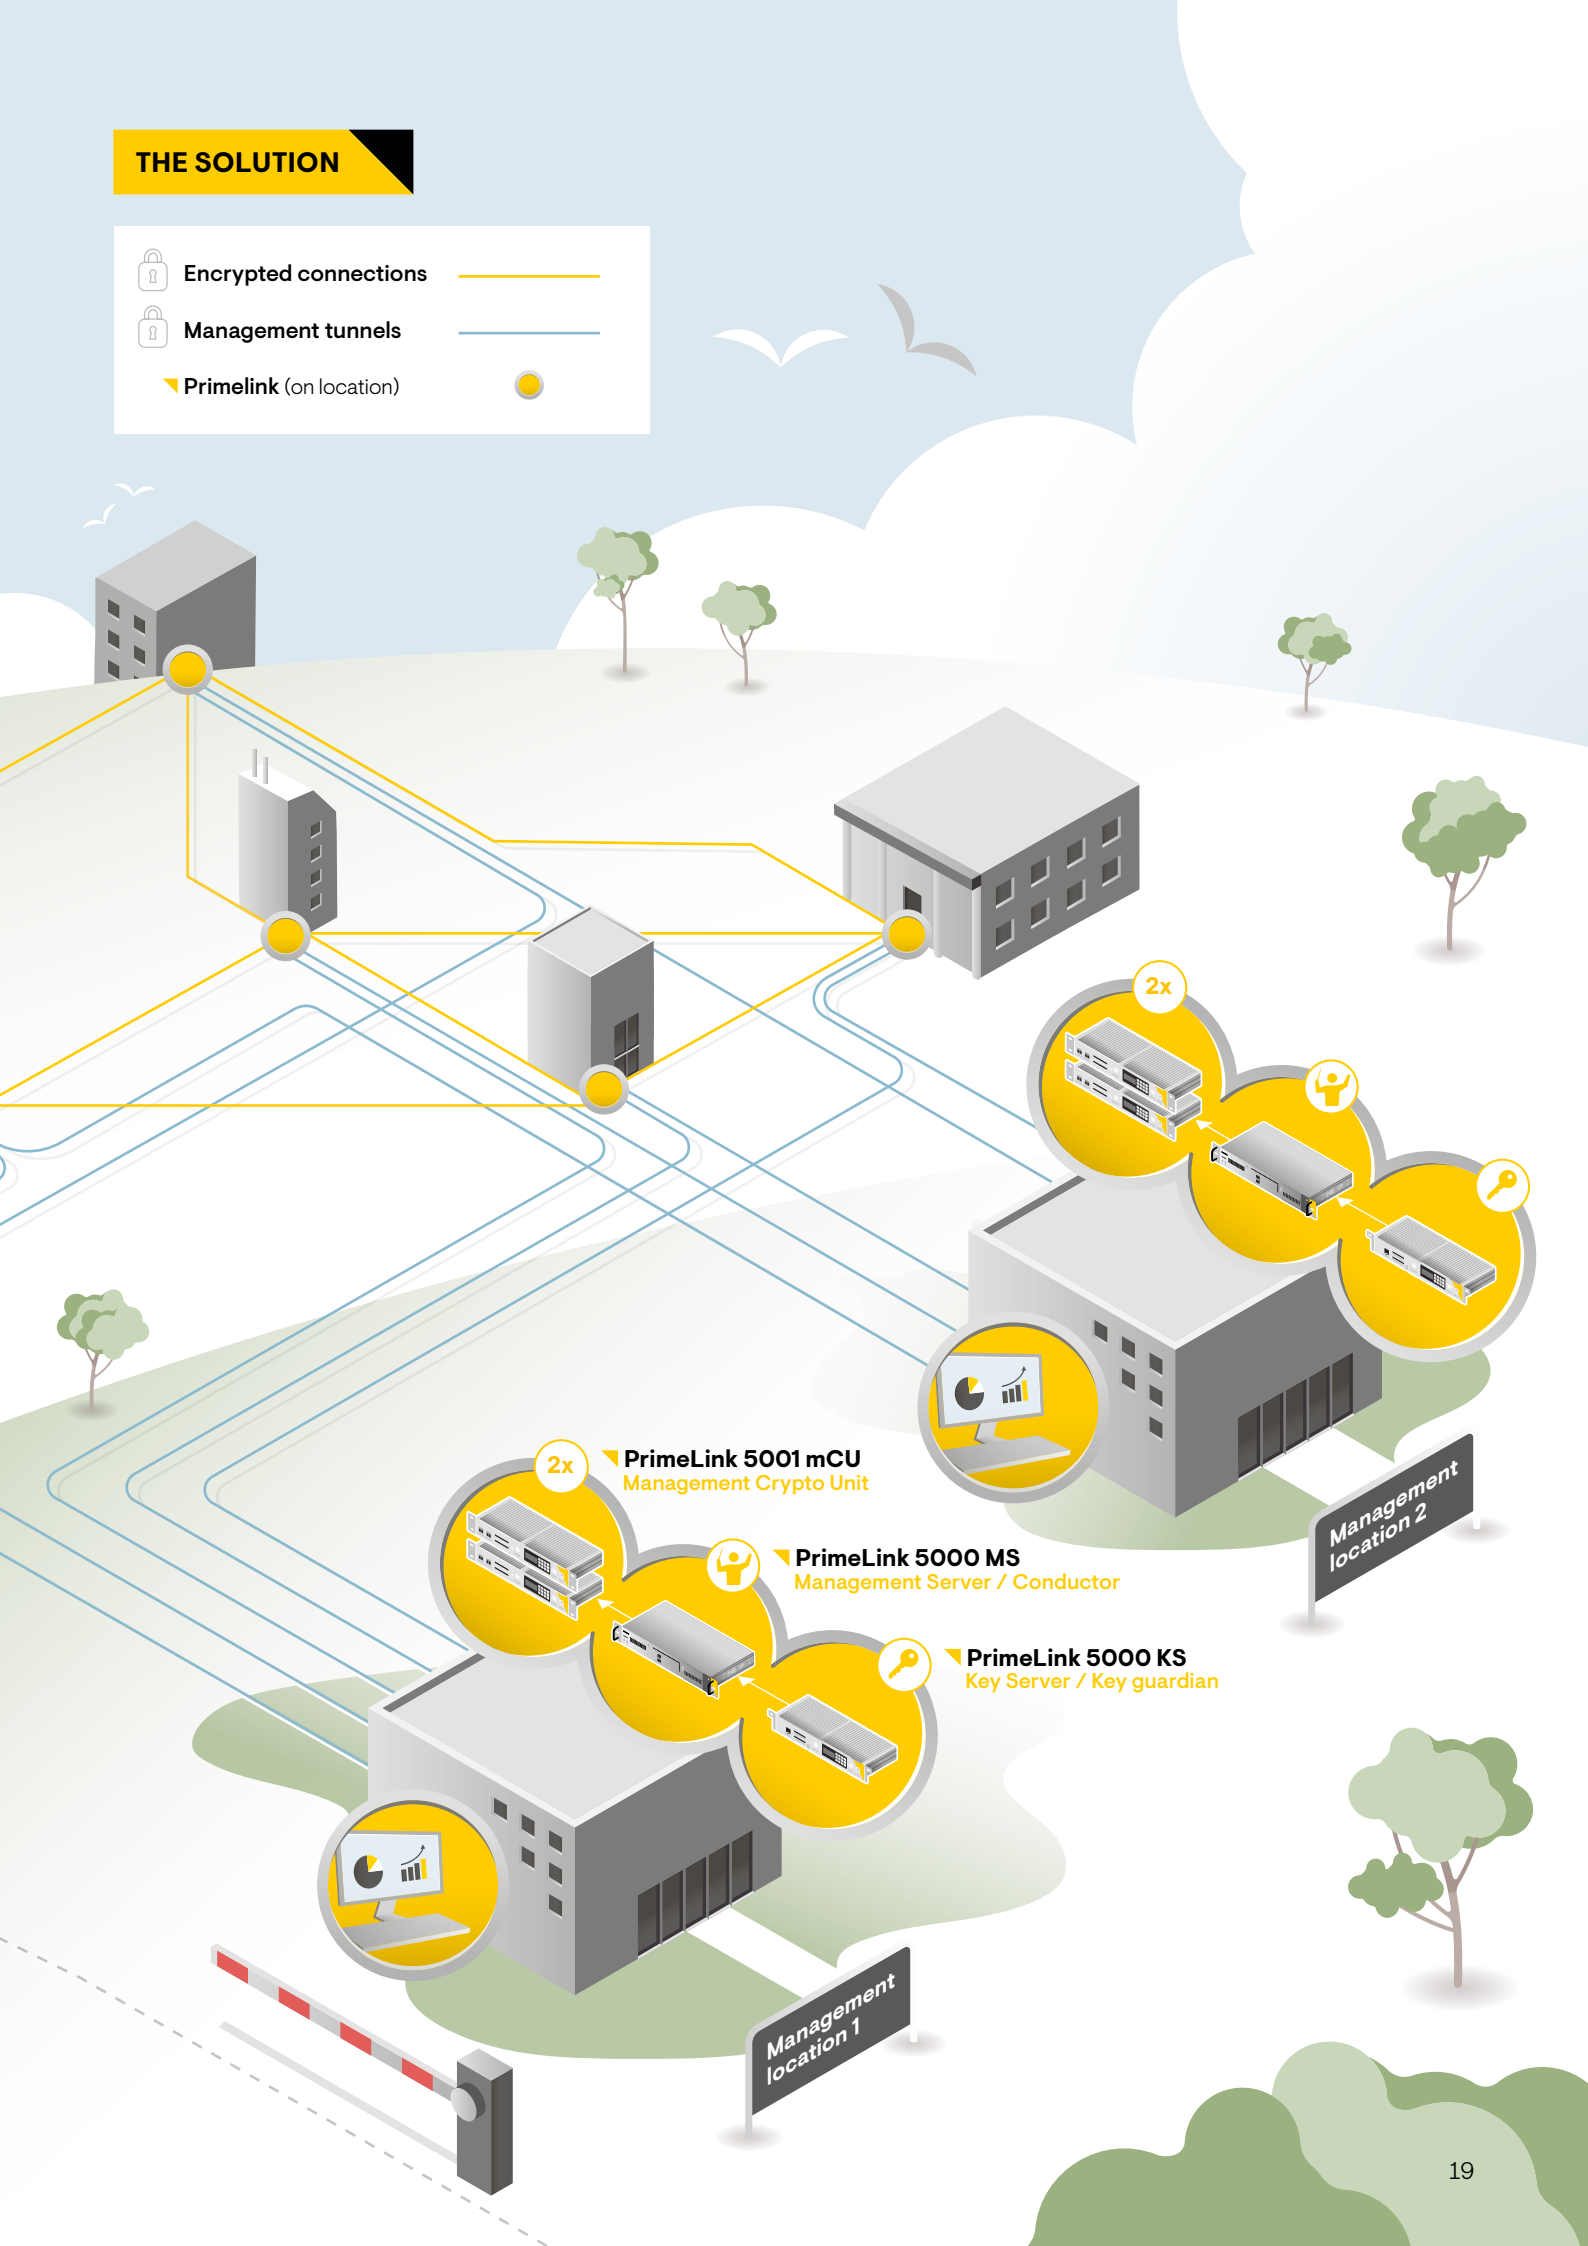 THE SOLUTION
Encrypted connections
Management tunnels
Primelink (on location)
2x
Management
location 2
2x
PrimeLink 5001 mCU
Management Crypto Unit
PrimeLink 5000 MS
Management Server / Conductor
PrimeLink 5000 KS
Key Server / Key guardian
Management
location 1
19